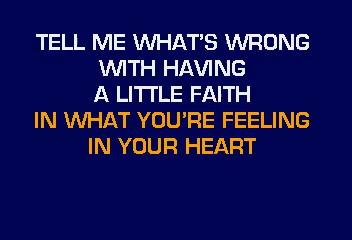 TELL ME WHAT'S WRONG
WITH HAVING
A LITTLE FAITH
IN WHAT YOU'RE FEELING
IN YOUR HEART